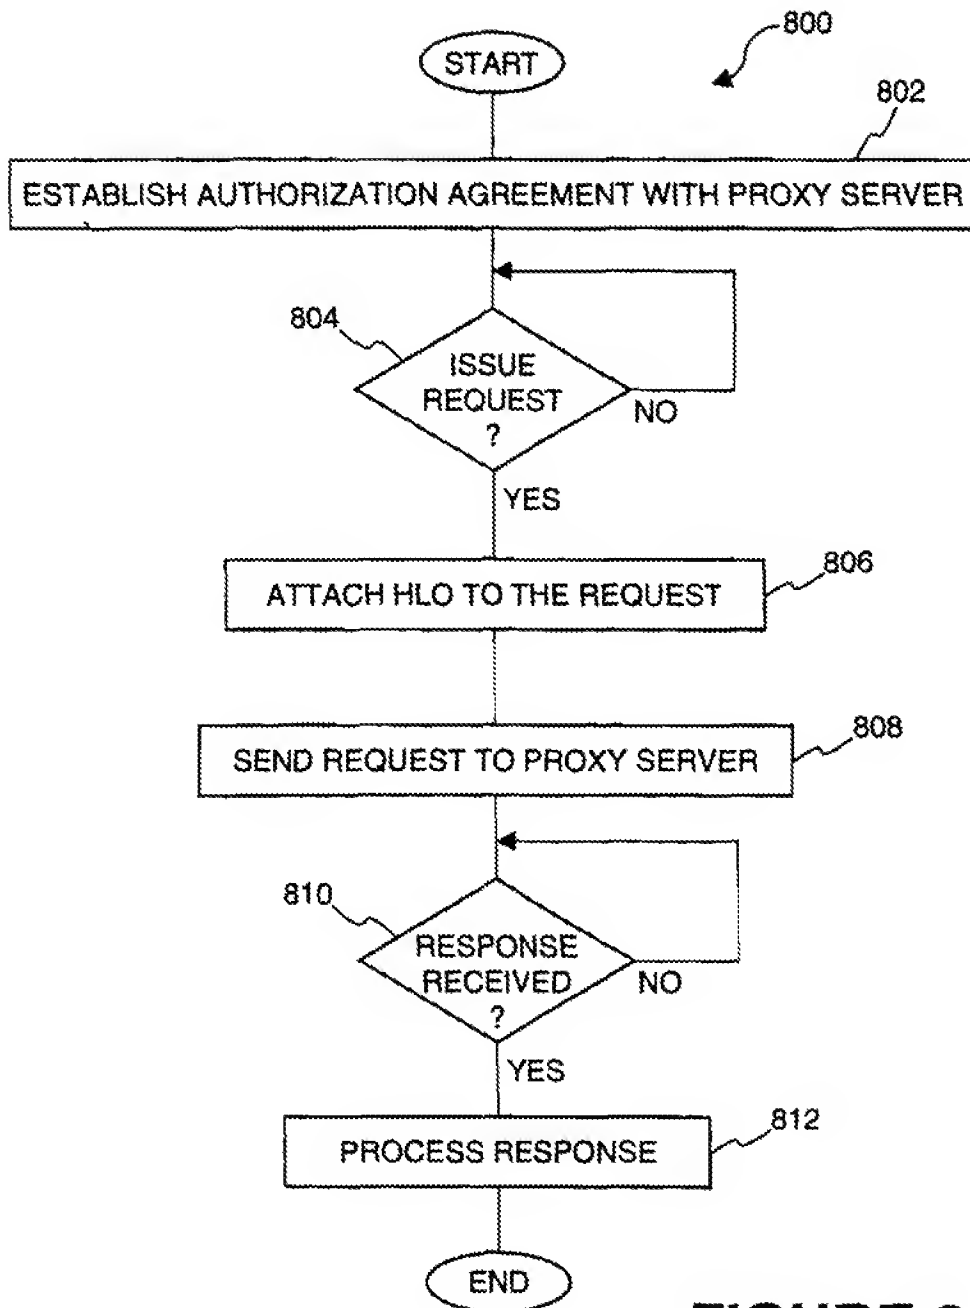 800
START
802
ESTABLISH AUTHORIZATION AGREEMENT WITH PROXY SERVER
804
ISSUE
REQUEST
?
NO
YES
806
ATTACH HLO TO THE REQUEST
808
SEND REQUEST TO PROXY SERVER
810
RESPONSE
RECEIVED
?
NO
YES
812
PROCESS RESPONSE
END